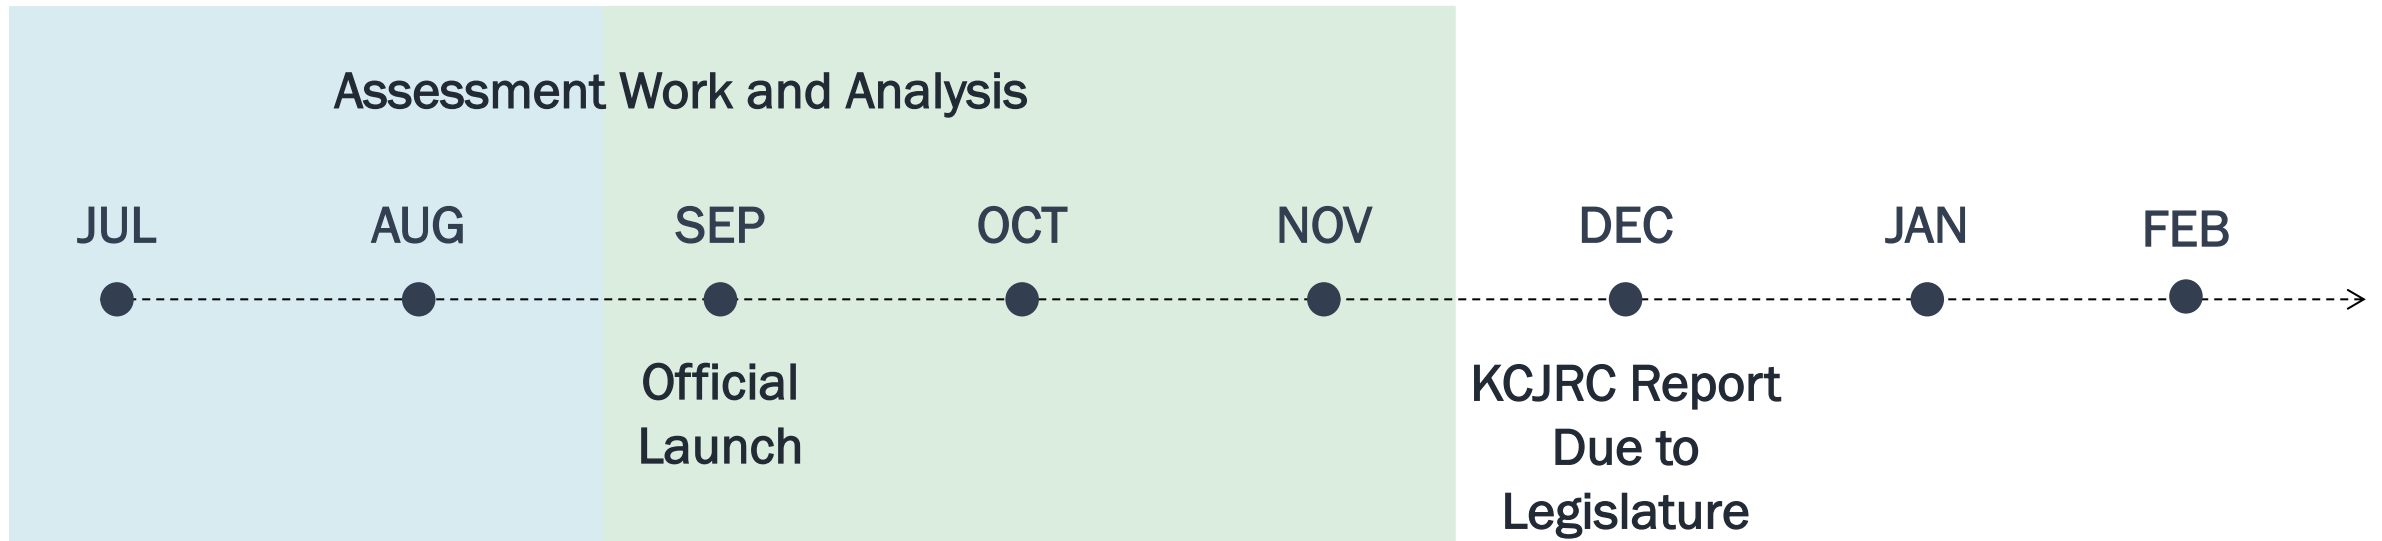 Assessment Work and Analysis
JUL AUG SEP OCT NOV DEC JAN FEB
Official
Launch
KCJRC Report
Due to
Legislature